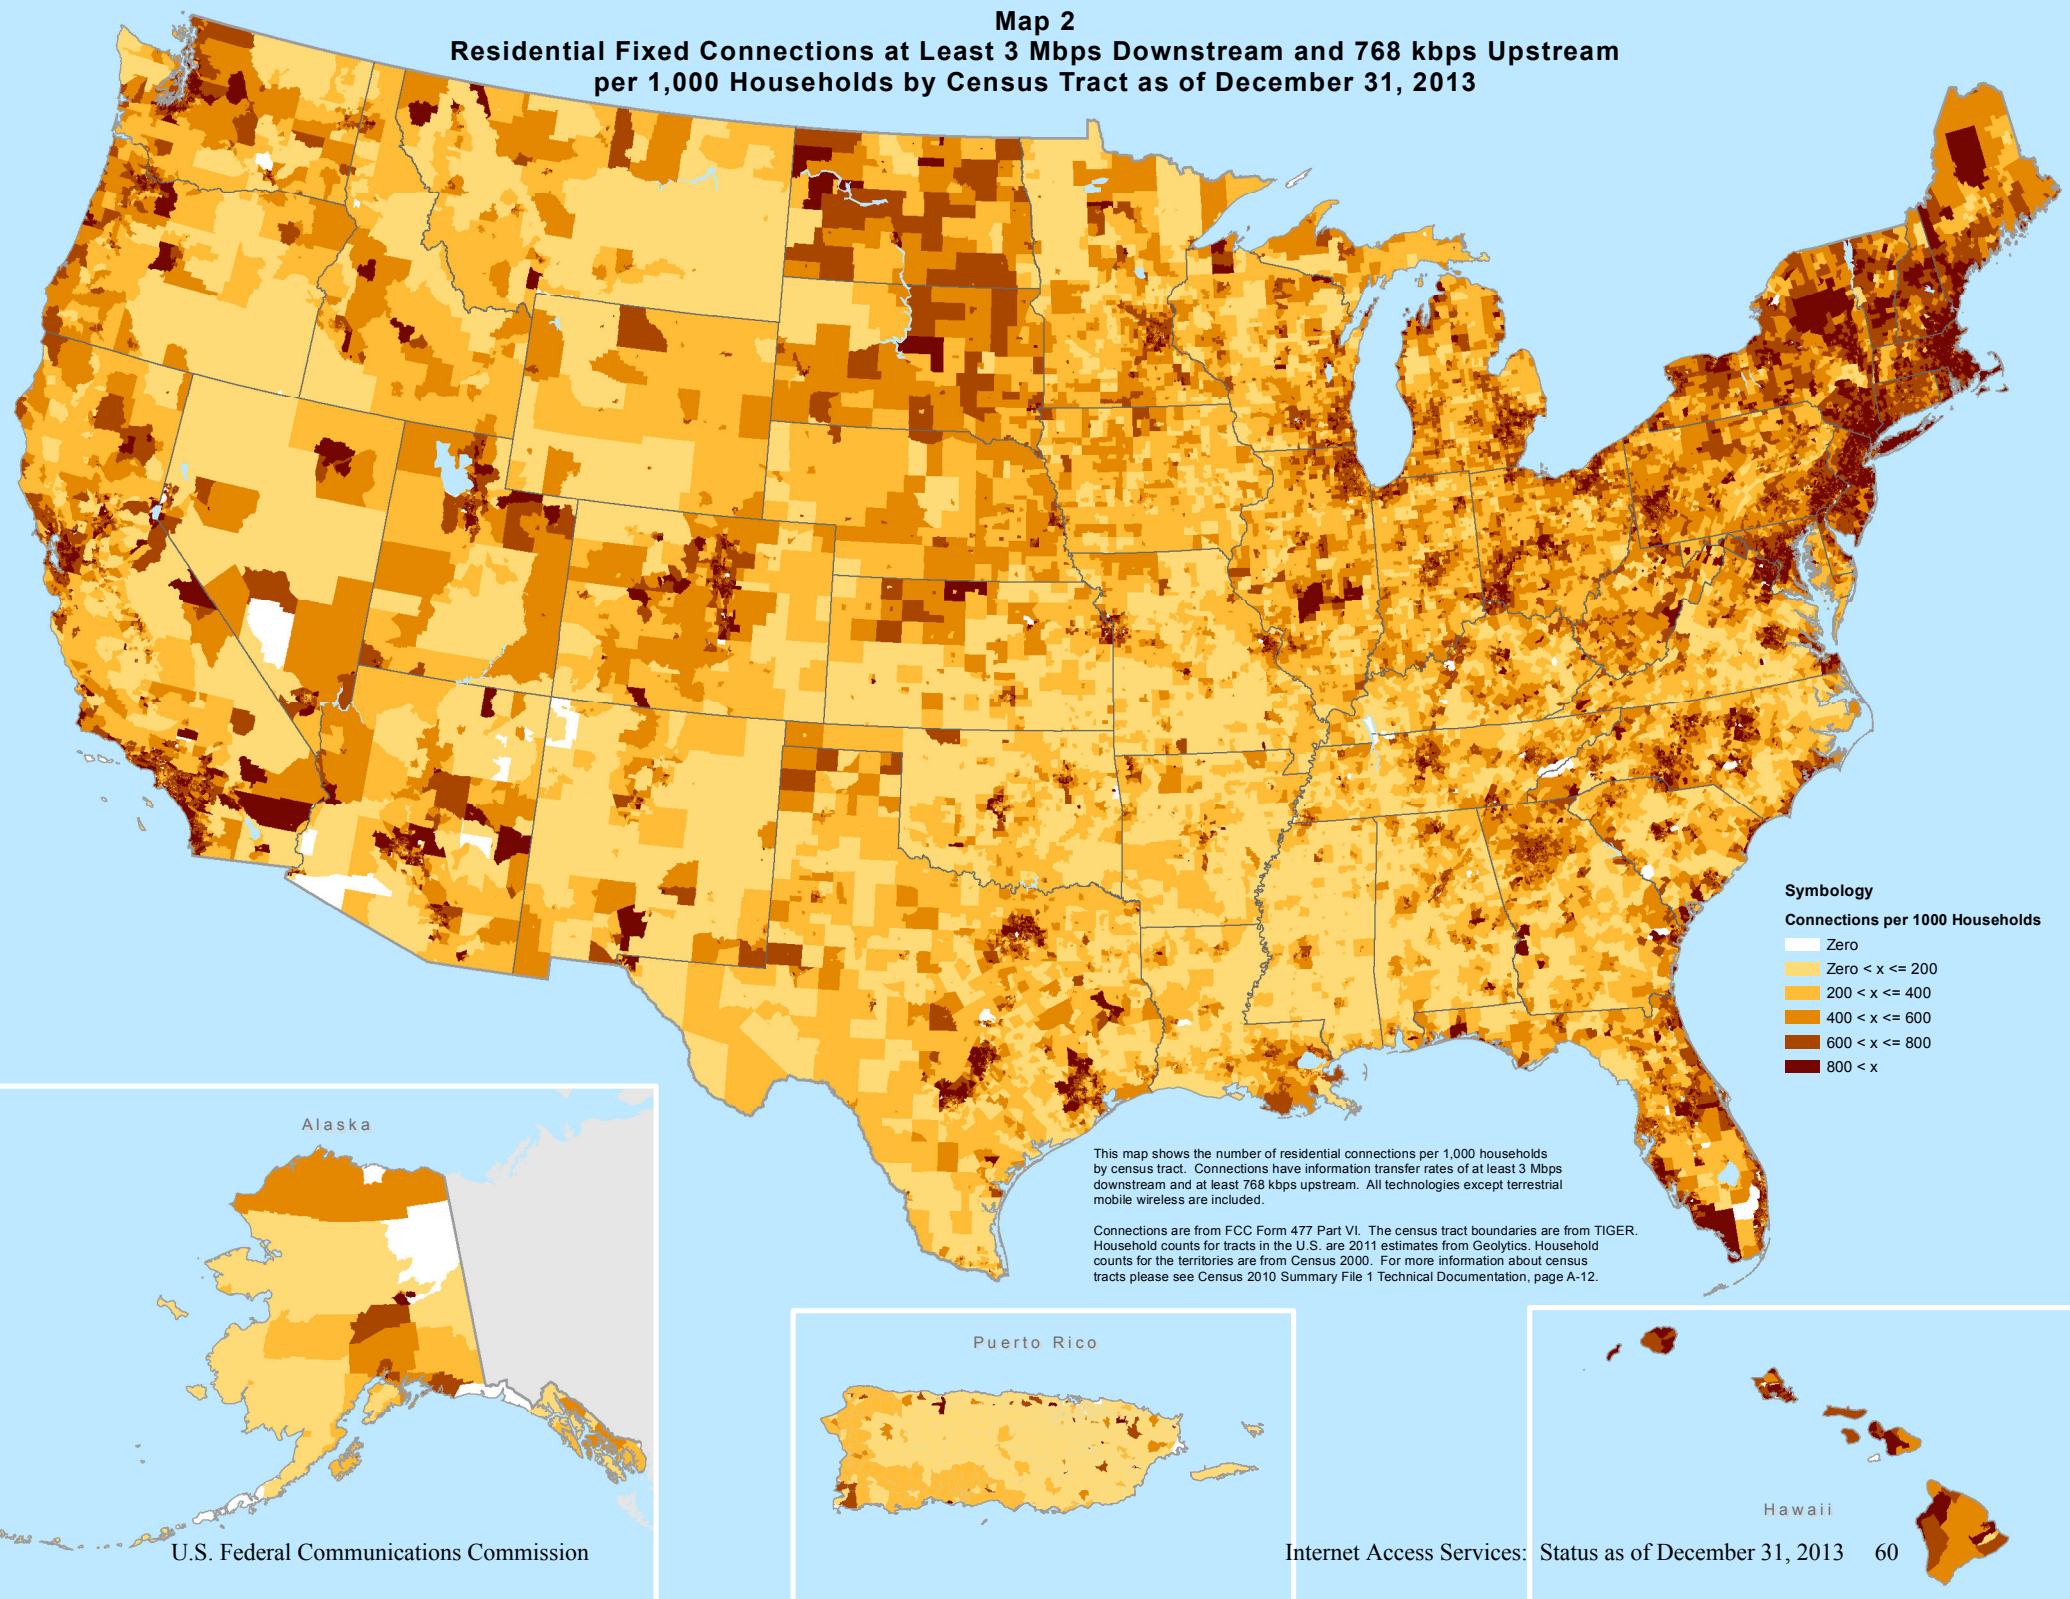 Map 2
Residential Fixed Connections at Least 3 Mbps Downstream and 768 kbps Upstream
per 1,000 Households by Census Tract as of December 31, 2013
Symbology
Connections per 1000 Households
Zero
Zero < x <= 200
200 < x <= 400
400 < x <= 600
600 < x <= 800
800 < x
Alaska
This map shows the number of residential connections per 1,000 households
by census tract. Connections have information transfer rates of at least 3 Mbps
downstream and at least 768 kbps upstream. All technologies except terrestrial
mobile wireless are included.
Connections are from FCC Form 477 Part VI. The census tract boundaries are from TIGER.
Household counts for tracts in the U.S. are 2011 estimates from Geolytics. Household
counts for the territories are from Census 2000. For more information about census
tracts please see Census 2010 Summary File 1 Technical Documentation, page A-12.
Puerto Rico
Hawaii
U.S. Federal Communications Commission
Internet Access Services: Status as of December 31, 2013 60